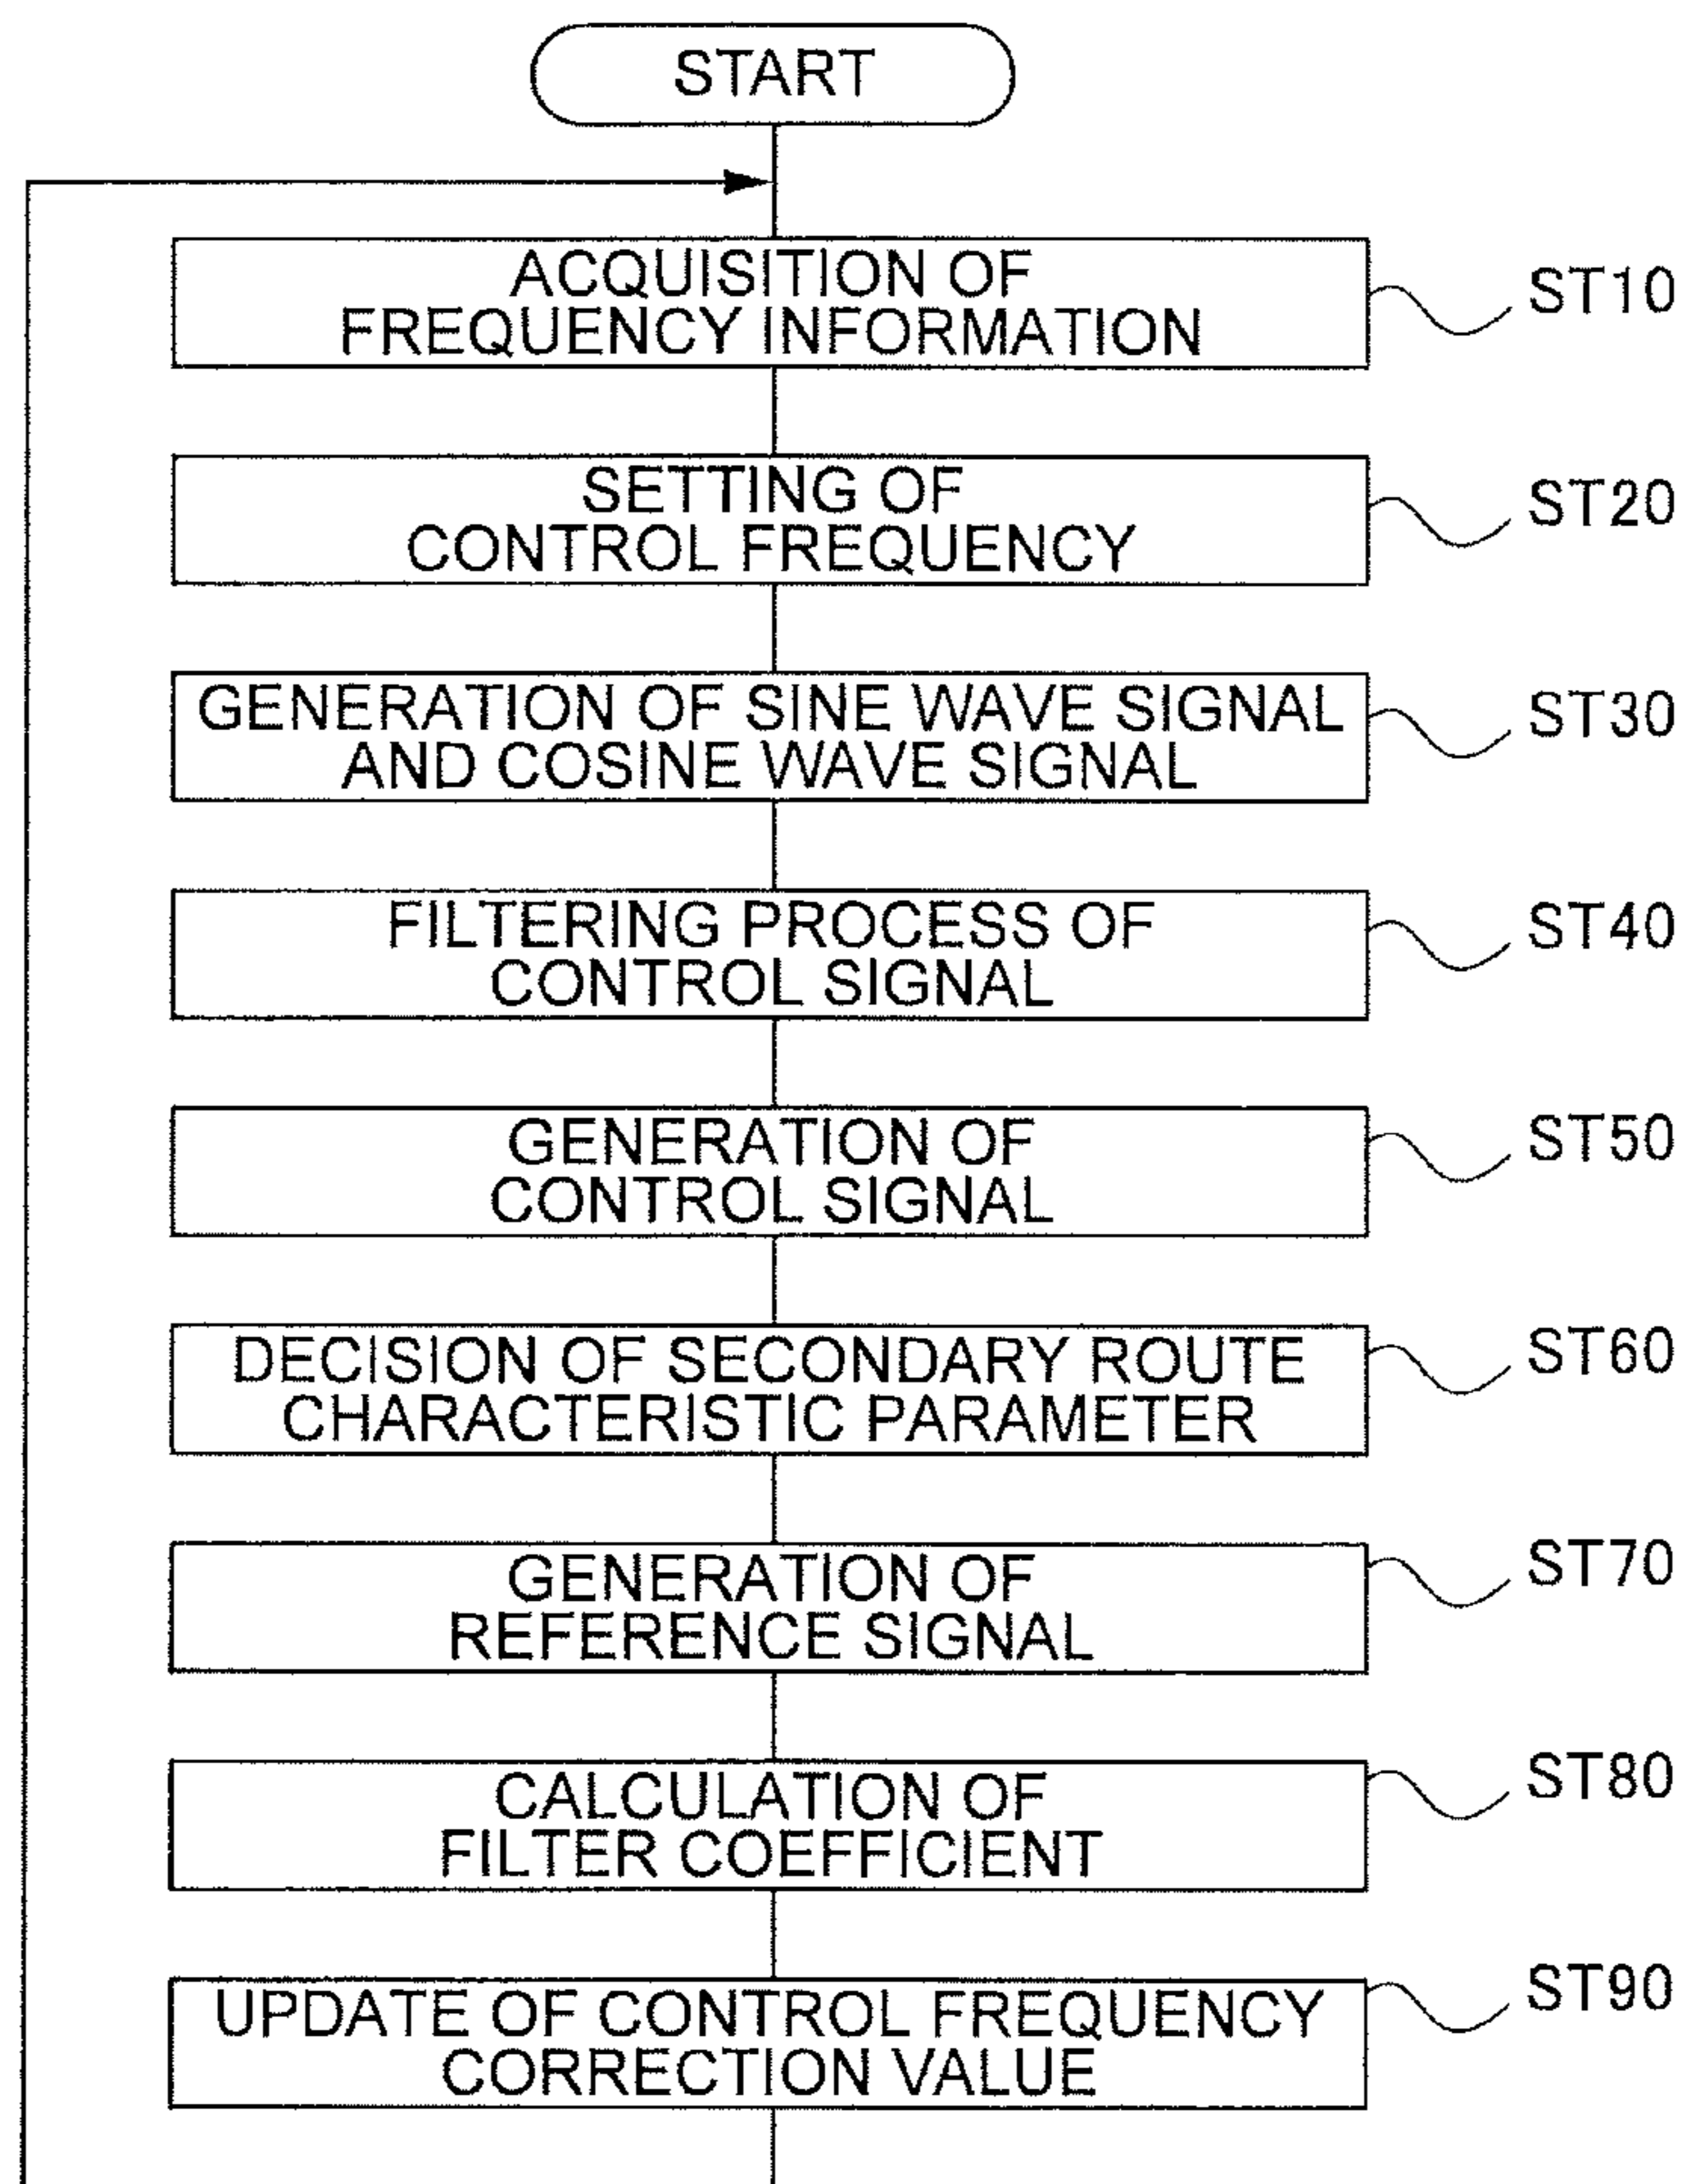 START
ACQUISITION OF
FREQUENCY INFORMATION
ST10
SETTING OF
CONTROL FREQUENCY
ST20
GENERATION OF SINE WAVE SIGNAL
AND COSINE WAVE SIGNAL
ST30
FILTERING PROCESS OF
CONTROL SIGNAL
ST40
GENERATION OF
CONTROL SIGNAL
ST50
DECISION OF SECONDARY ROUTE
CHARACTERISTIC PARAMETER
ST60
GENERATION OF
REFERENCE SIGNAL
ST70
CALCULATION OF
FILTER COEFFICIENT
ST80
UPDATE OF CONTROL FREQUENCY
CORRECTION VALUE
ST90